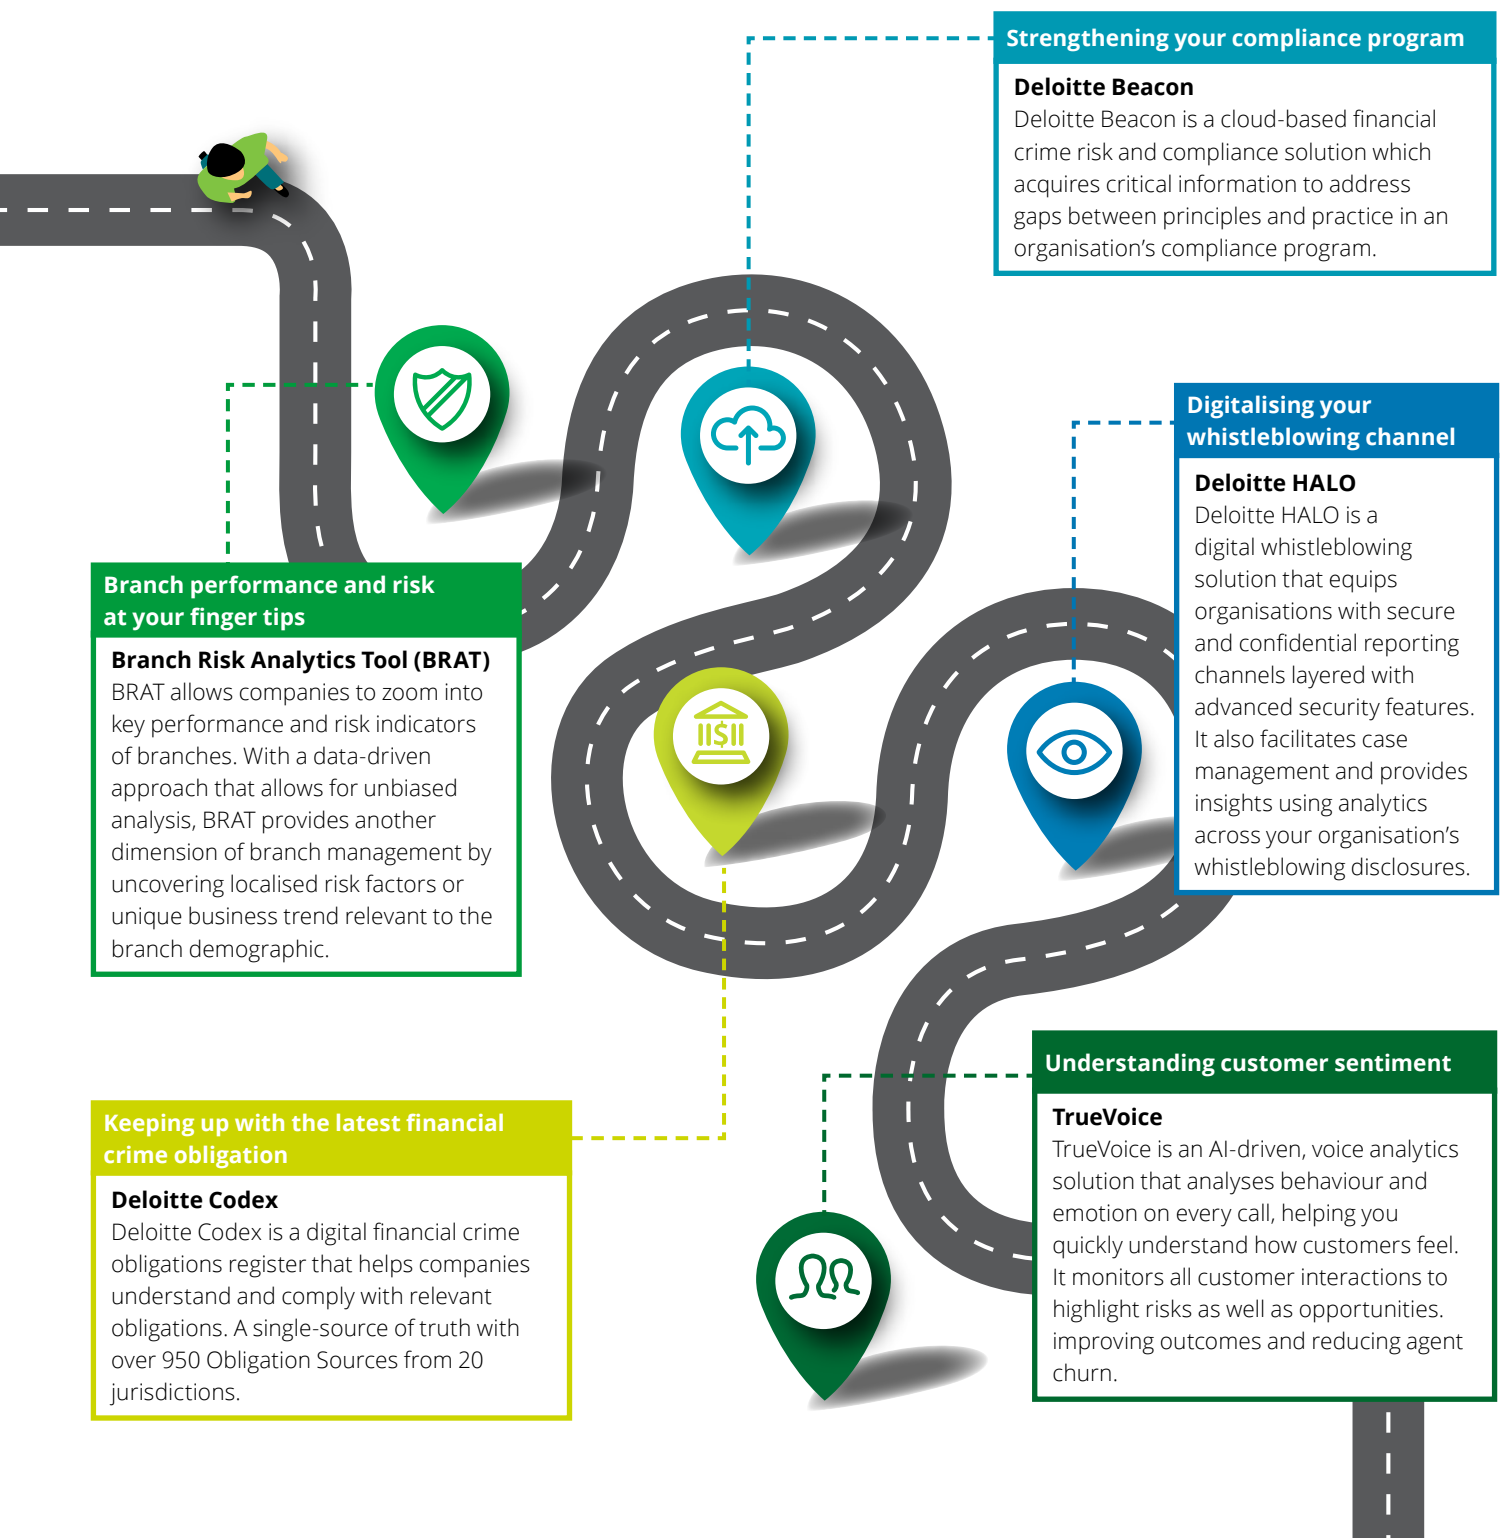 Strengthening your compliance program
Deloitte Beacon
Deloitte Beacon is a cloud-based financial
crime risk and compliance solution which
acquires critical information to address
gaps between principles and practice in an
organisation’s compliance program.
Digitalising your
whistleblowing channel
Deloitte HALO
Deloitte HALO is a
digital whistleblowing
solution that equips
organisations with secure
and confidential reporting
channels layered with
advanced security features.
It also facilitates case
management and provides
insights using analytics
across your organisation’s
whistleblowing disclosures.
Branch performance and risk
at your finger tips
Branch Risk Analytics Tool (BRAT)
BRAT allows companies to zoom into
key performance and risk indicators
of branches. With a data-driven
approach that allows for unbiased
analysis, BRAT provides another
dimension of branch management by
uncovering localised risk factors or
unique business trend relevant to the
branch demographic.
Keeping up with the latest financial
crime obligation
Deloitte Codex
Deloitte Codex is a digital financial crime
obligations register that helps companies
understand and comply with relevant
obligations. A single-source of truth with
over 950 Obligation Sources from 20
jurisdictions.
Understanding customer sentiment
TrueVoice
TrueVoice is an AI-driven, voice analytics
solution that analyses behaviour and
emotion on every call, helping you
quickly understand how customers feel.
It monitors all customer interactions to
highlight risks as well as opportunities.
improving outcomes and reducing agent
churn.